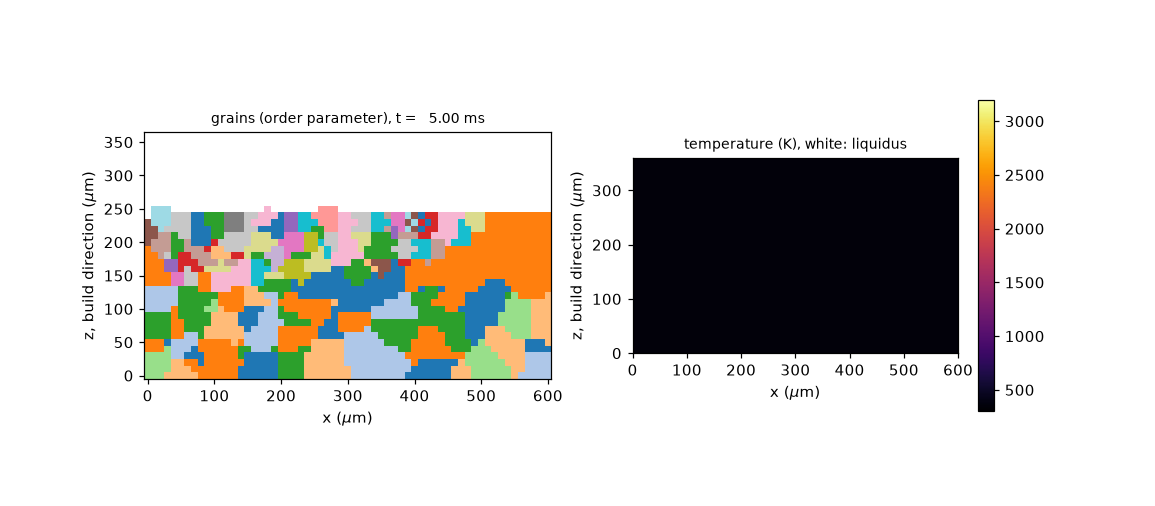 grains (order parameter), t =   5.00 ms
350
300
250
200
150
100
50
0
z, build direction (μm)
0 100 200 300 400 500 600
x (μm)
temperature (K), white: liquidus
300
200
100
0
z, build direction (μm)
0 100 200 300 400 500 600
x (μm)
3000
2500
2000
1500
1000
500